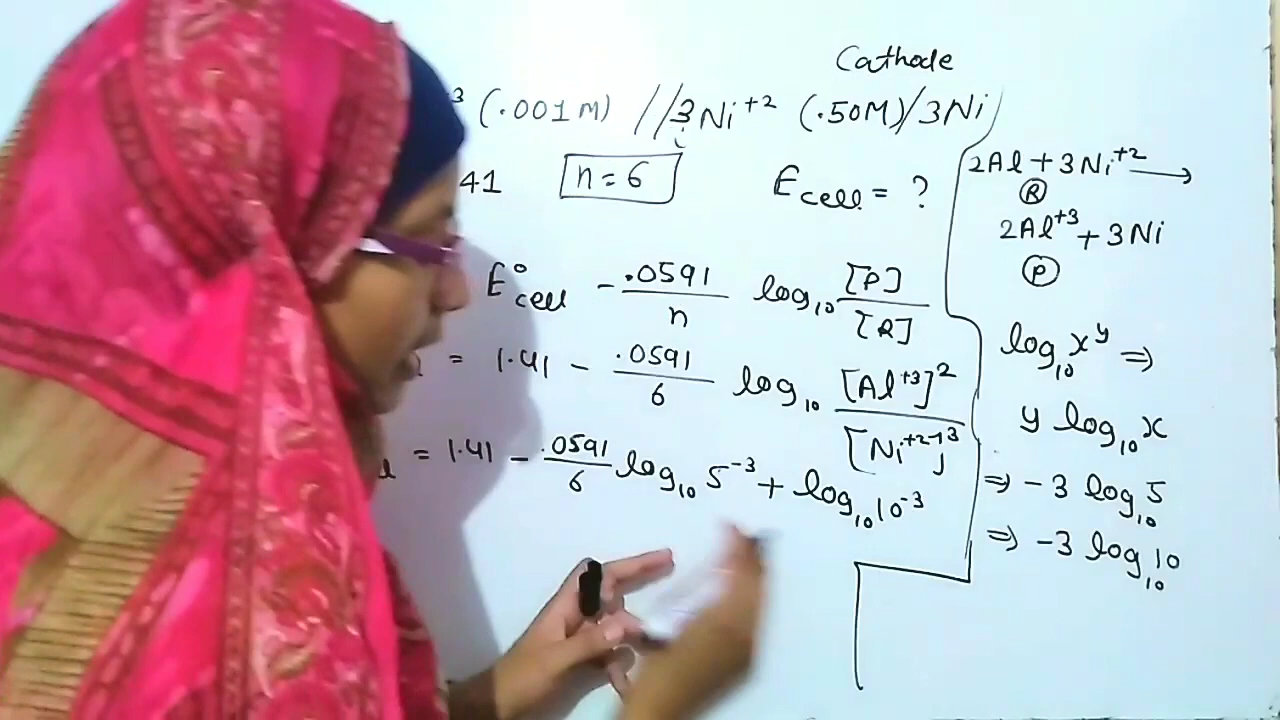 Cathode
3 (.001M) // 3Ni+2 (.50M)/3Ni
41 n = 6 Ecell = ?
E°cell - .0591/n log10 [P]/[R]
= 1.41 - .0591/6 log10 [Al+3]2/[Ni+2]3
= 1.41 - .0591/6 log10 5-3 + log10 10-3
2Al + 3Ni+2 →
R
2Al+3 + 3Ni
P
log10 xy ⇒
y log10 x
⇒ -3 log10 5
⇒ -3 log10 10